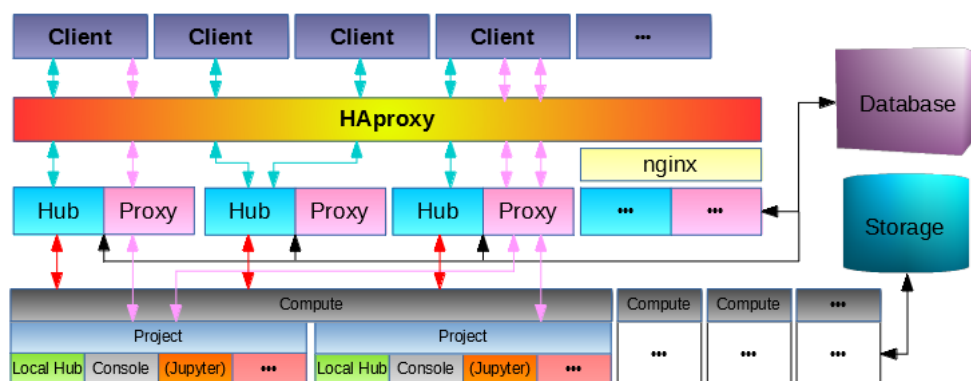 Client Client Client Client •••
HAproxy
Database
nginx
Hub Proxy Hub Proxy Hub Proxy ••• •••
Storage
Compute Compute Compute •••
Project Project
Local Hub Console (Jupyter) ••• Local Hub Console (Jupyter) ••• ••• ••• •••